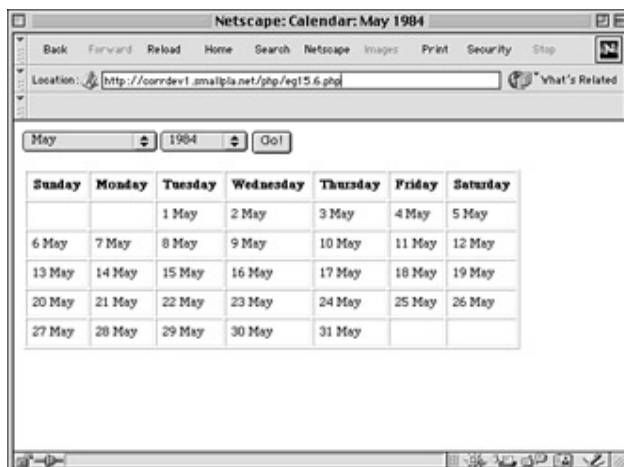 Netscape: Calendar: May 1984
Back Forward Reload Home Search Netscape Images Print Security Stop
Location: http://corrdev1.smallpla.net/php/eg15.6.php What's Related
May 1984 Go!
Sunday Monday Tuesday Wednesday Thursday Friday Saturday
1 May 2 May 3 May 4 May 5 May
6 May 7 May 8 May 9 May 10 May 11 May 12 May
13 May 14 May 15 May 16 May 17 May 18 May 19 May
20 May 21 May 22 May 23 May 24 May 25 May 26 May
27 May 28 May 29 May 30 May 31 May